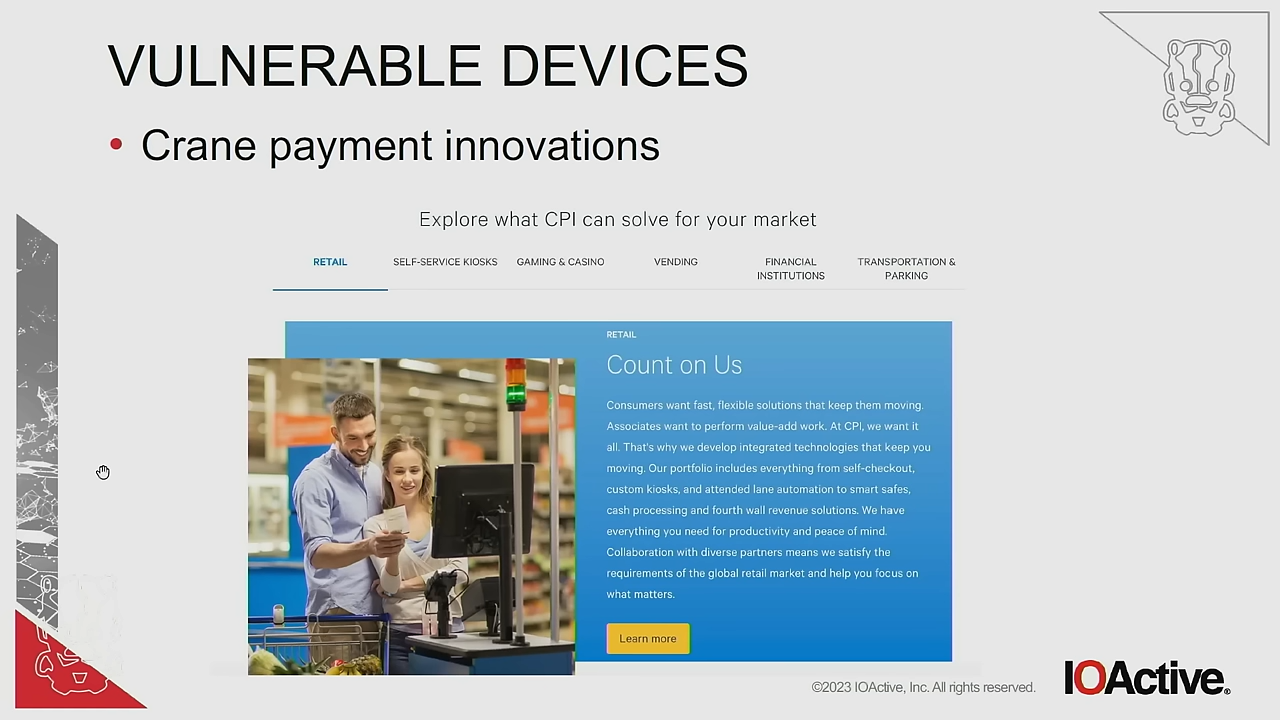 VULNERABLE DEVICES
• Crane payment innovations
Explore what CPI can solve for your market
RETAIL
SELF-SERVICE KIOSKS
GAMING & CASINO
VENDING
FINANCIAL
INSTITUTIONS
TRANSPORTATION &
PARKING
RETAIL
Count on Us
Consumers want fast, flexible solutions that keep them moving.
Associates want to perform value-add work. At CPI, we want it
all. That's why we develop integrated technologies that keep you
moving. Our portfolio includes everything from self-checkout,
custom kiosks, and attended lane automation to smart safes,
cash processing and fourth wall revenue solutions. We have
everything you need for productivity and peace of mind.
Collaboration with diverse partners means we satisfy the
requirements of the global retail market and help you focus on
what matters.
Learn more
©2023 IOActive, Inc. All rights reserved.
IOActive®